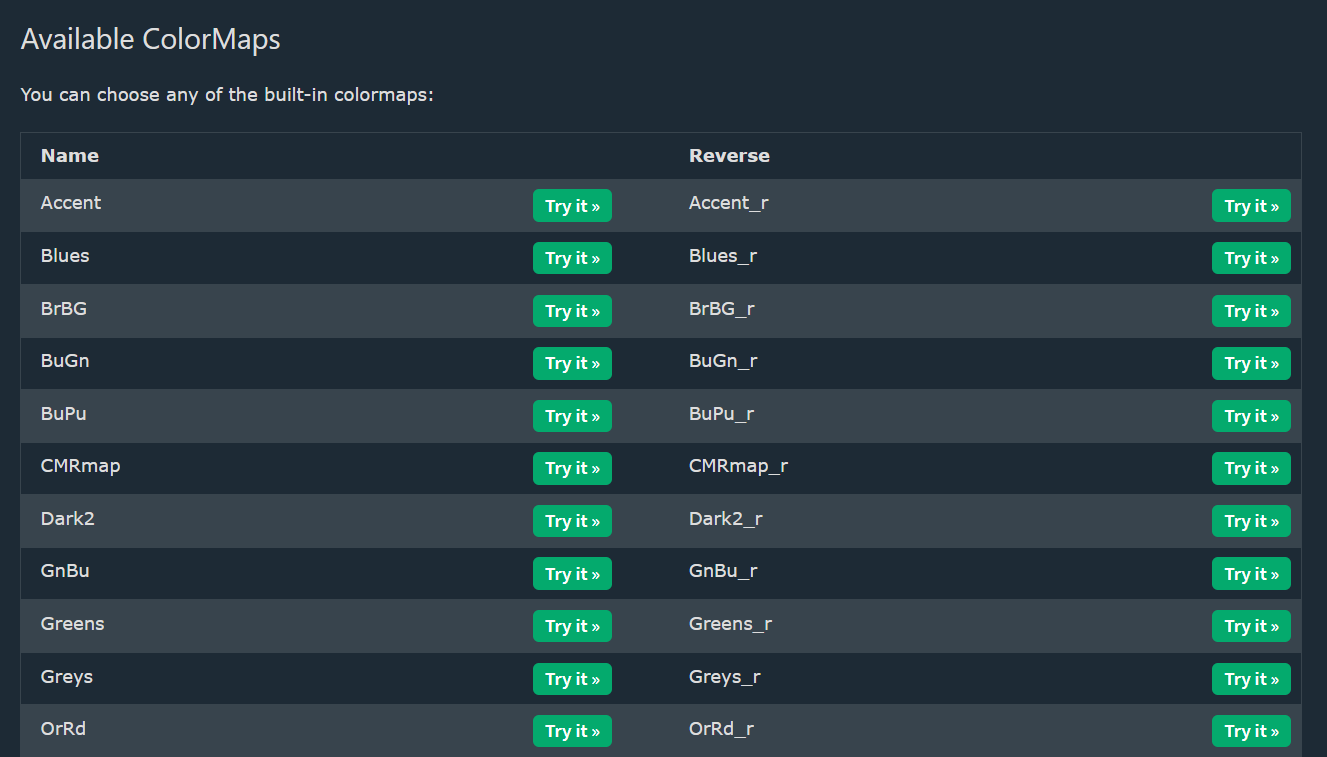 Available ColorMaps
You can choose any of the built-in colormaps:
Name Reverse
Accent Try it » Accent_r Try it »
Blues Try it » Blues_r Try it »
BrBG Try it » BrBG_r Try it »
BuGn Try it » BuGn_r Try it »
BuPu Try it » BuPu_r Try it »
CMRmap Try it » CMRmap_r Try it »
Dark2 Try it » Dark2_r Try it »
GnBu Try it » GnBu_r Try it »
Greens Try it » Greens_r Try it »
Greys Try it » Greys_r Try it »
OrRd Try it » OrRd_r Try it »